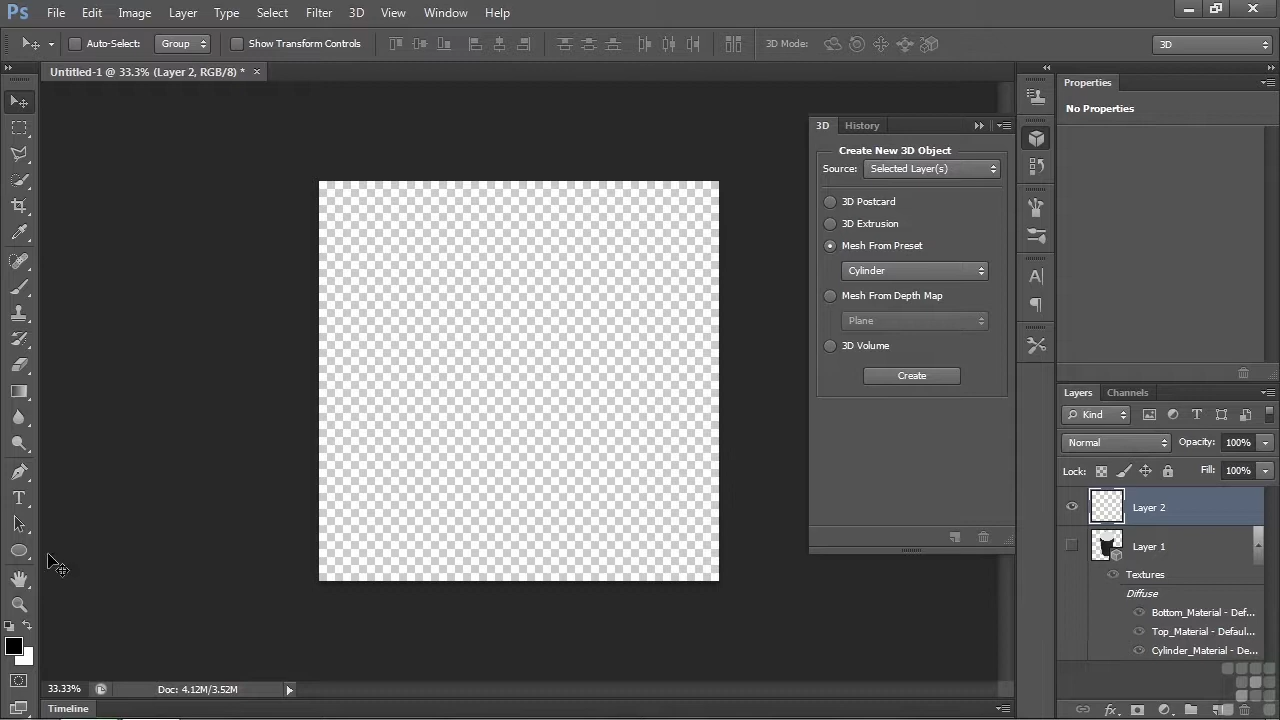 Ps File Edit Image Layer Type Select Filter 3D View Window Help
Auto-Select: Group Show Transform Controls 3D Mode: 3D
Untitled-1 @ 33.3% (Layer 2, RGB/8) * ×
Properties
No Properties
3D History
Create New 3D Object
Source: Selected Layer(s)
3D Postcard
3D Extrusion
Mesh From Preset
Cylinder
Mesh From Depth Map
Plane
3D Volume
Create
Layers Channels
Kind
Normal Opacity: 100%
Lock: Fill: 100%
Layer 2
Layer 1
Textures
Diffuse
Bottom_Material - Def...
Top_Material - Defaul...
Cylinder_Material - De...
33.33% Doc: 4.12M/3.52M
Timeline